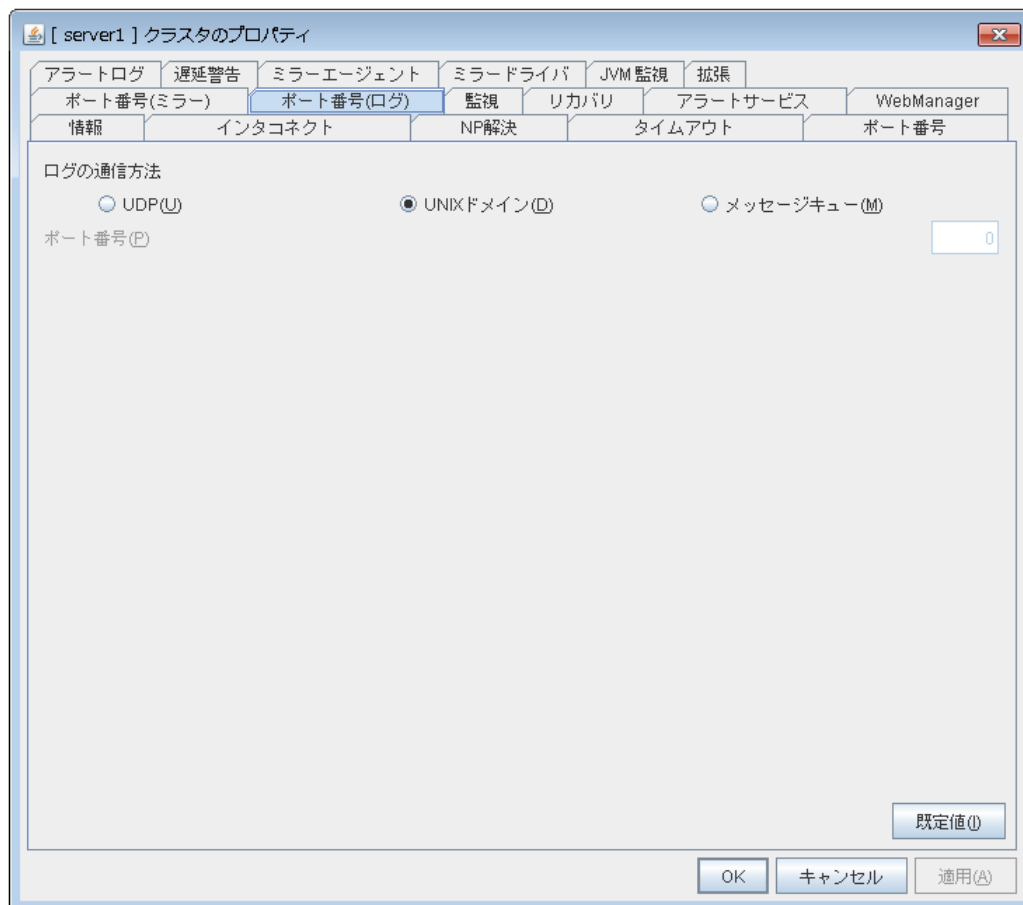 [ server1 ] クラスタのプロパティ
アラートログ 遅延警告 ミラーエージェント ミラードライバ JVM 監視 拡張
ポート番号(ミラー) ポート番号(ログ) 監視 リカバリ アラートサービス WebManager
情報 インタコネクト NP解決 タイムアウト ポート番号
ログの通信方法
UDP(U) UNIXドメイン(D) メッセージキュー(M)
ポート番号(P) 0
既定値(I)
OK キャンセル 適用(A)